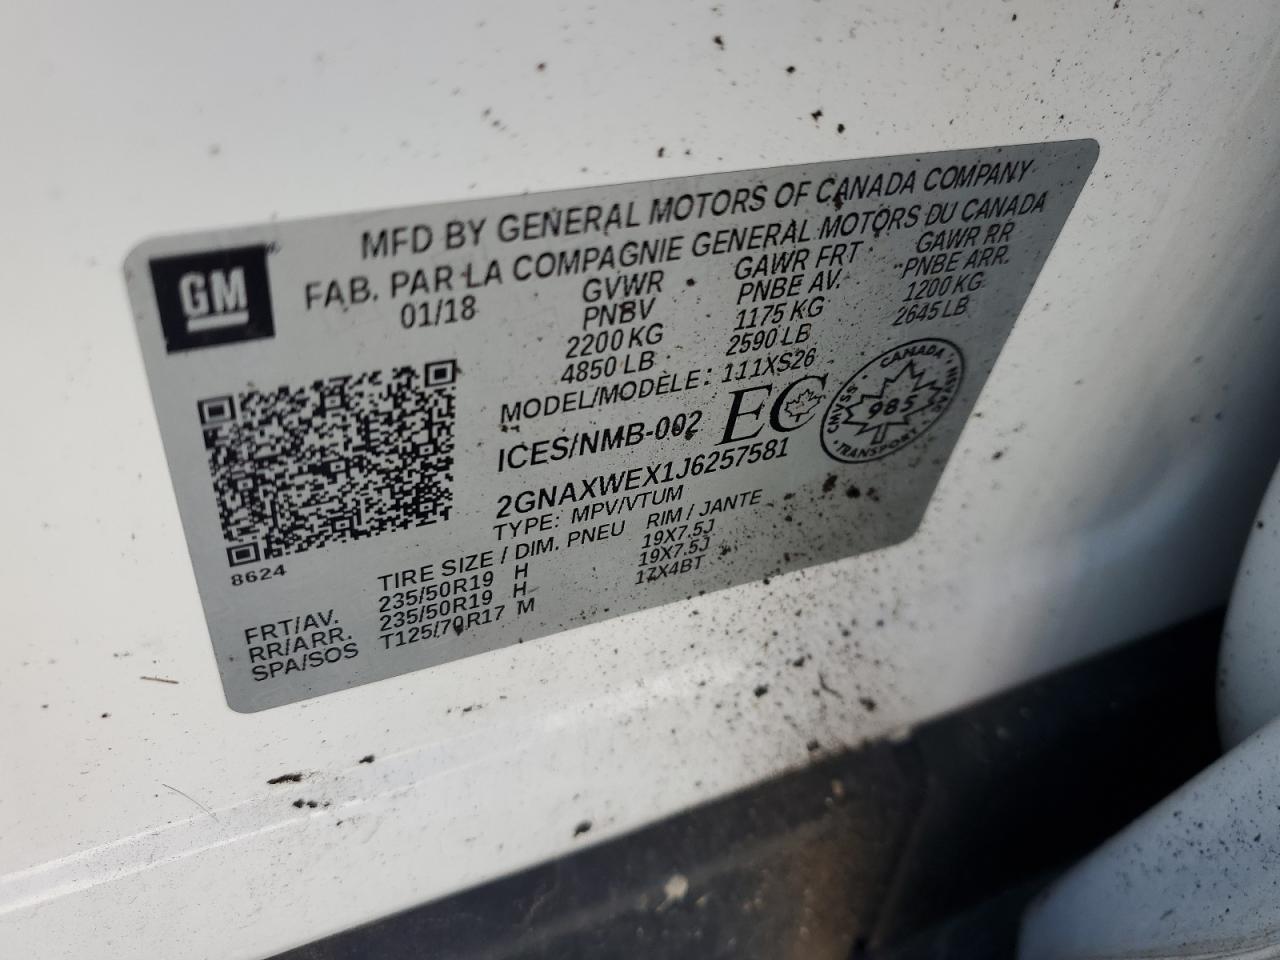 GM
MFD BY GENERAL MOTORS OF CANADA COMPANY
FAB. PAR LA COMPAGNIE GENERAL MOTORS DU CANADA
01/18 GVWR GAWR FRT GAWR RR
PNBV PNBE AV. PNBE ARR.
2200 KG 1175 KG 1200 KG
4850 LB 2590 LB 2645 LB
MODEL/MODÈLE: 111XS26
ICES/NMB-002 EC
CANADA
CMVSS 985 NSVAC
TRANSPORT
2GNAXWEX1J6257581
TYPE: MPV/VTUM
8624
TIRE SIZE / DIM. PNEU RIM / JANTE
FRT/AV. 235/50R19 H 19X7.5J
RR/ARR. 235/50R19 H 19X7.5J
SPA/SOS T125/70R17 M 17X4BT